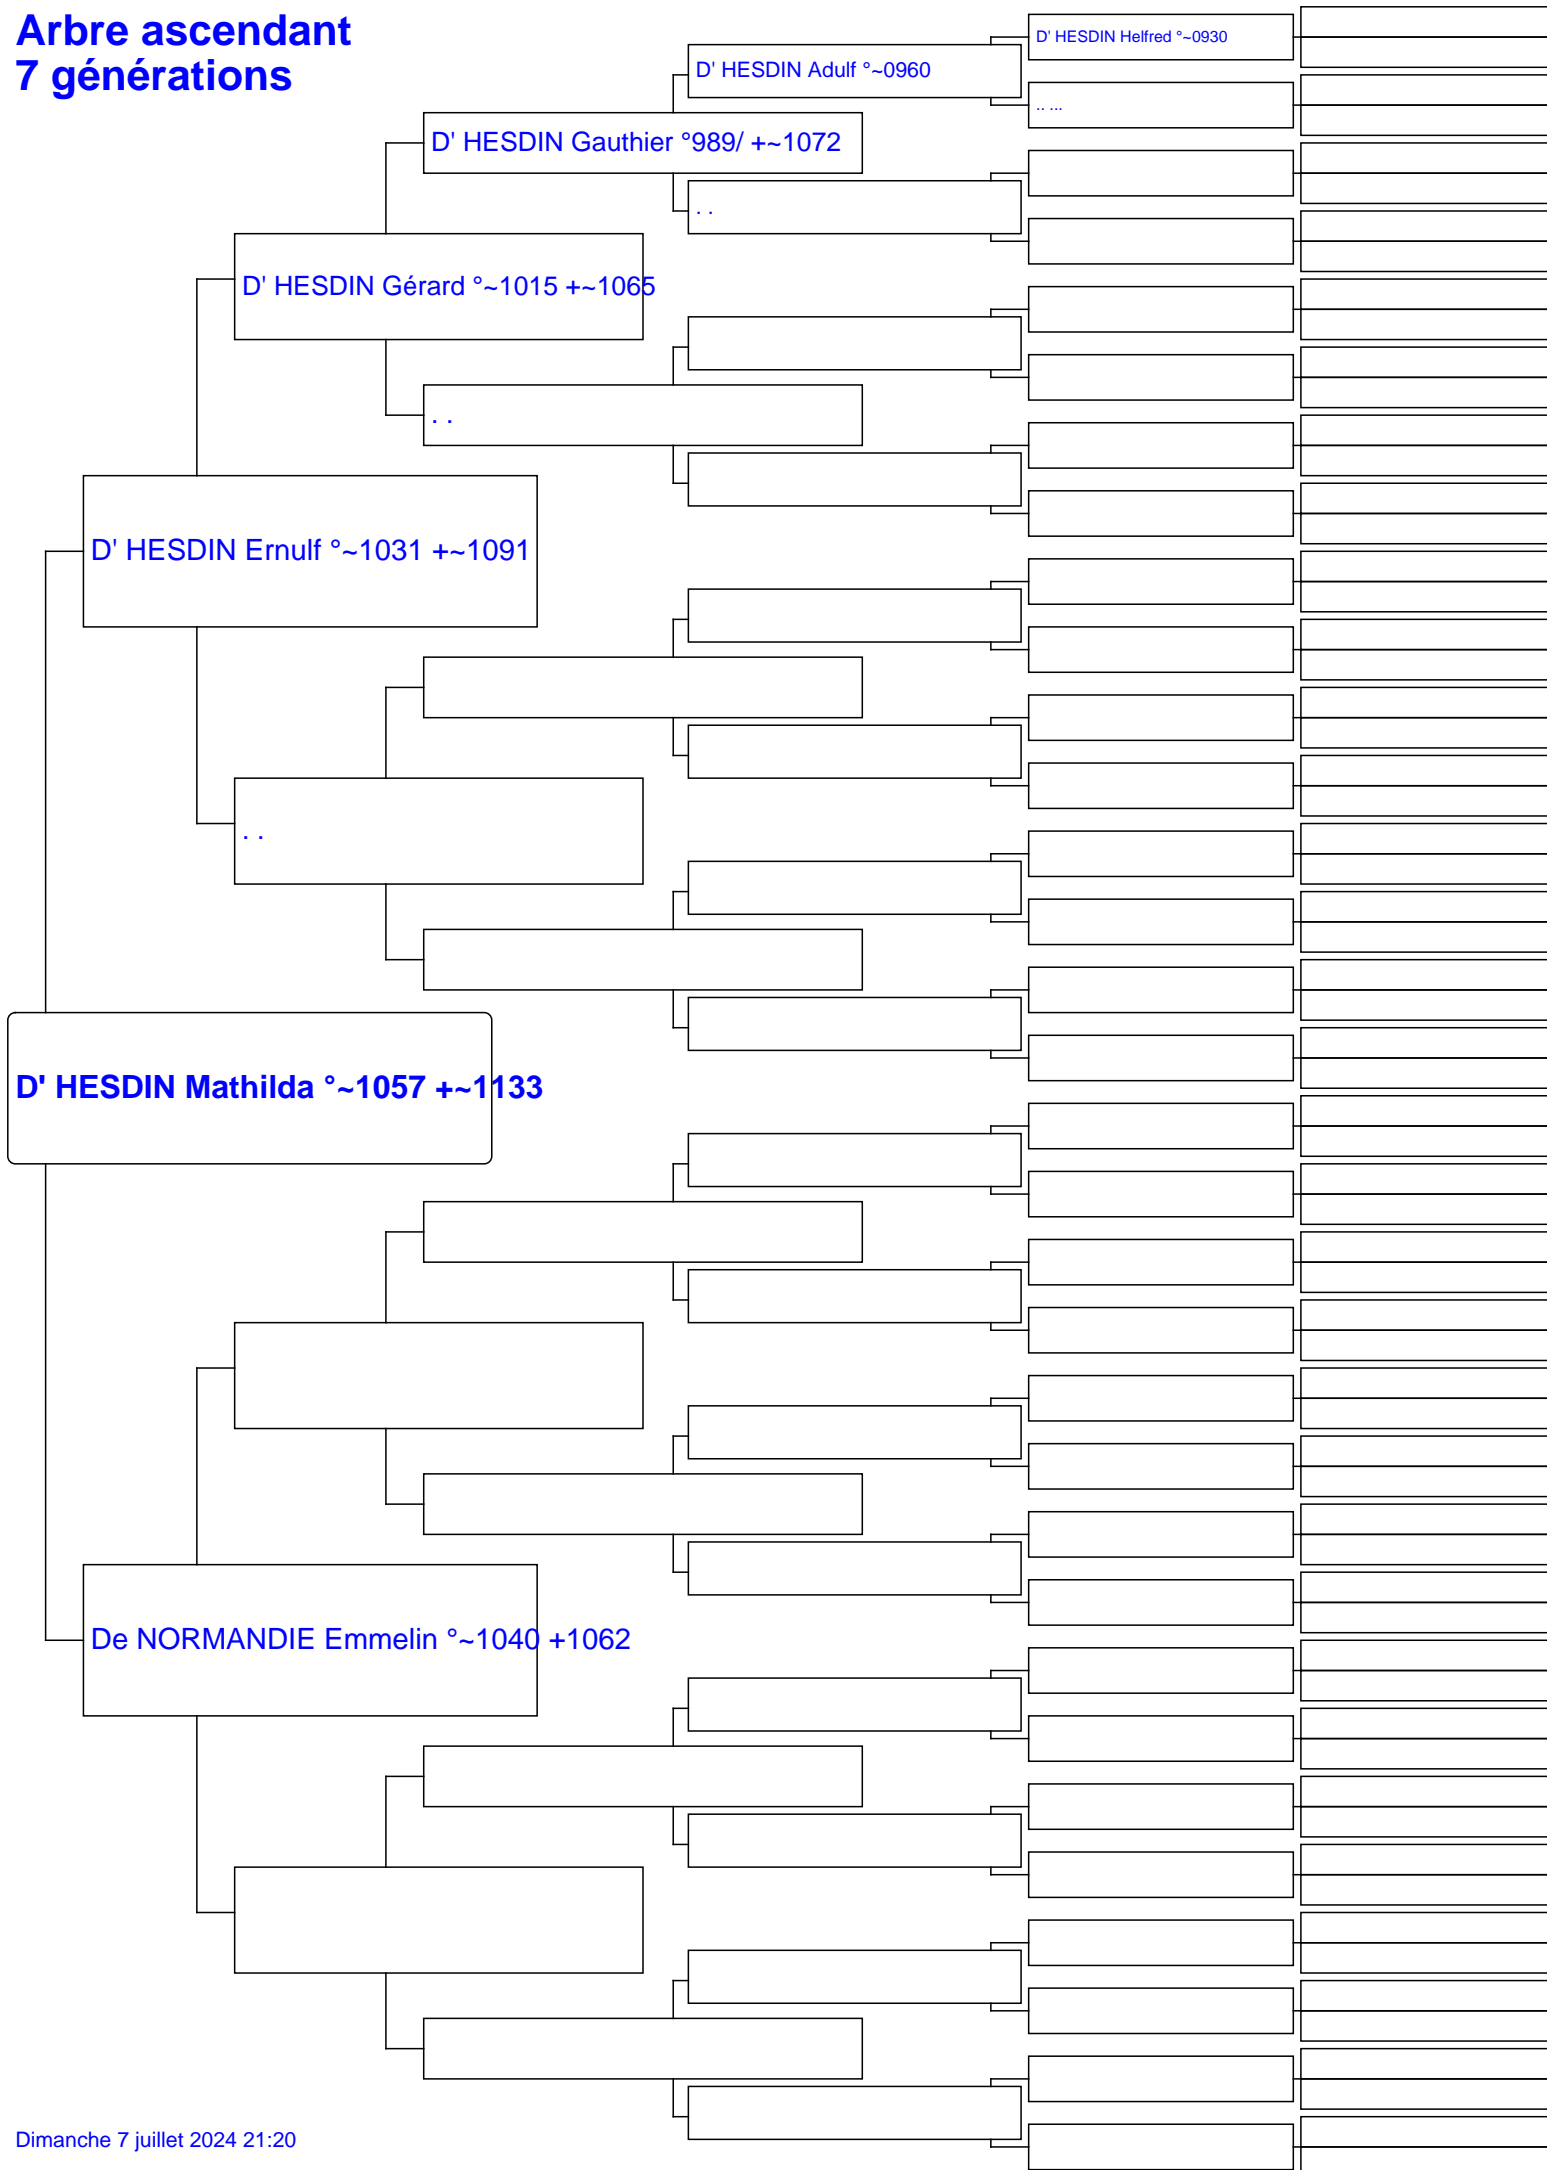 Arbre ascendant
7 générations
D' HESDIN Helfred °~0930
D' HESDIN Adulf °~0960
.. ...
D' HESDIN Gauthier °989/ +~1072
. .
D' HESDIN Gérard °~1015 +~1065
. .
D' HESDIN Ernulf °~1031 +~1091
. .
D' HESDIN Mathilda °~1057 +~1133
De NORMANDIE Emmelin °~1040 +1062
Dimanche 7 juillet 2024 21:20